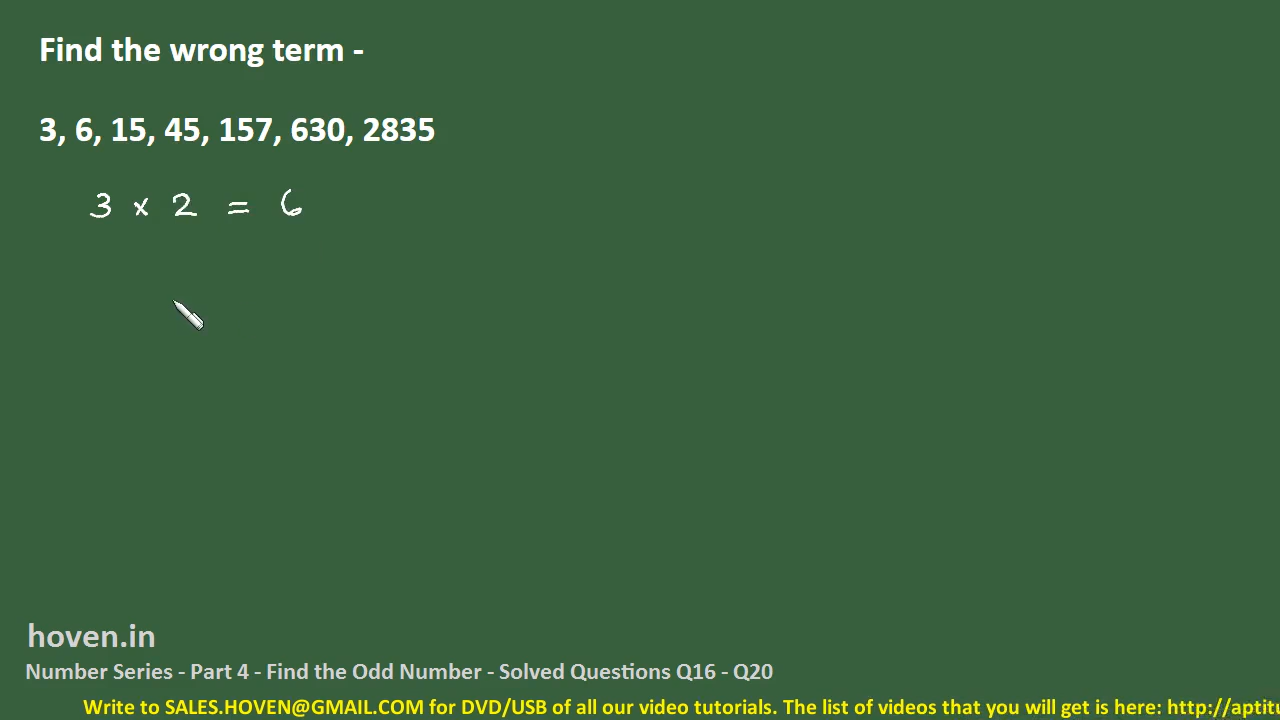 Find the wrong term -
3, 6, 15, 45, 157, 630, 2835
3 x 2 = 6
hoven.in
Number Series - Part 4 - Find the Odd Number - Solved Questions Q16 - Q20
Write to SALES.HOVEN@GMAIL.COM for DVD/USB of all our video tutorials. The list of videos that you will get is here: http://aptitu